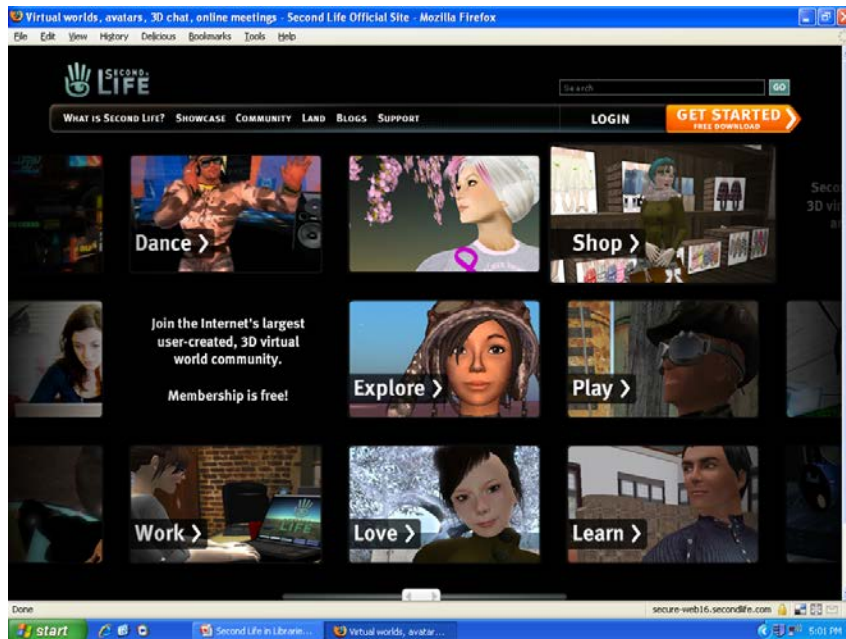 Virtual worlds, avatars, 3D chat, online meetings - Second Life Official Site - Mozilla Firefox
File Edit View History Delicious Bookmarks Tools Help
SECOND LIFE
Search GO
WHAT IS SECOND LIFE? SHOWCASE COMMUNITY LAND BLOGS SUPPORT LOGIN GET STARTED
FREE DOWNLOAD
Dance ❯
Shop ❯
3D
Join the Internet's largest
user-created, 3D virtual
world community.
Membership is free!
Explore ❯
Play ❯
LIFE
Work ❯
Love ❯
Learn ❯
Done secure-web16.secondlife.com
start Second Life in Librarie... Virtual worlds, avatar... 5:01 PM